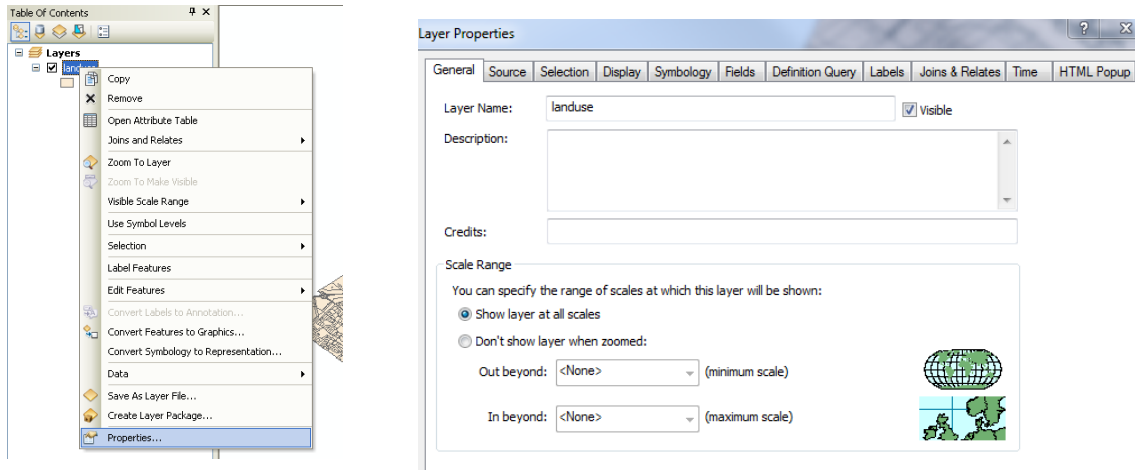 Table Of Contents
Layers
landuse
Copy
Remove
Open Attribute Table
Joins and Relates
Zoom To Layer
Zoom To Make Visible
Visible Scale Range
Use Symbol Levels
Selection
Label Features
Edit Features
Convert Labels to Annotation...
Convert Features to Graphics...
Convert Symbology to Representation...
Data
Save As Layer File...
Create Layer Package...
Properties...
Layer Properties
General Source Selection Display Symbology Fields Definition Query Labels Joins & Relates Time HTML Popup
Layer Name: landuse Visible
Description:
Credits:
Scale Range
You can specify the range of scales at which this layer will be shown:
Show layer at all scales
Don't show layer when zoomed:
Out beyond: <None> (minimum scale)
In beyond: <None> (maximum scale)